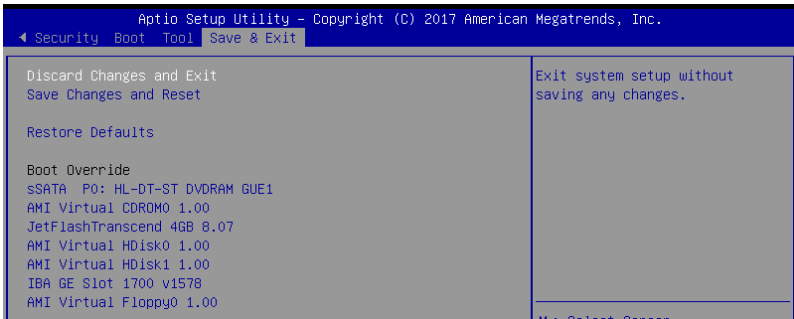 Aptio Setup Utility – Copyright (C) 2017 American Megatrends, Inc.
Security Boot Tool Save & Exit
Discard Changes and Exit
Save Changes and Reset
Restore Defaults
Boot Override
sSATA P0: HL-DT-ST DVDRAM GUE1
AMI Virtual CDROM0 1.00
JetFlashTranscend 4GB 8.07
AMI Virtual HDisk0 1.00
AMI Virtual HDisk1 1.00
IBA GE Slot 1700 v1578
AMI Virtual Floppy0 1.00
Exit system setup without
saving any changes.